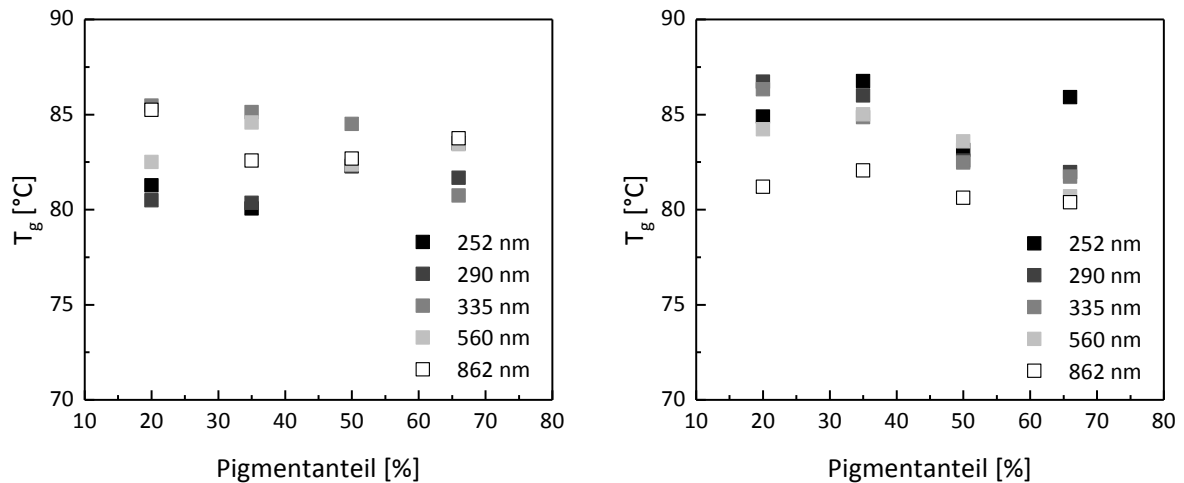 90
85
80
75
70
T_g [°C]
252 nm
290 nm
335 nm
560 nm
862 nm
10 20 30 40 50 60 70 80
Pigmentanteil [%]
90
85
80
75
70
T_g [°C]
252 nm
290 nm
335 nm
560 nm
862 nm
10 20 30 40 50 60 70 80
Pigmentanteil [%]